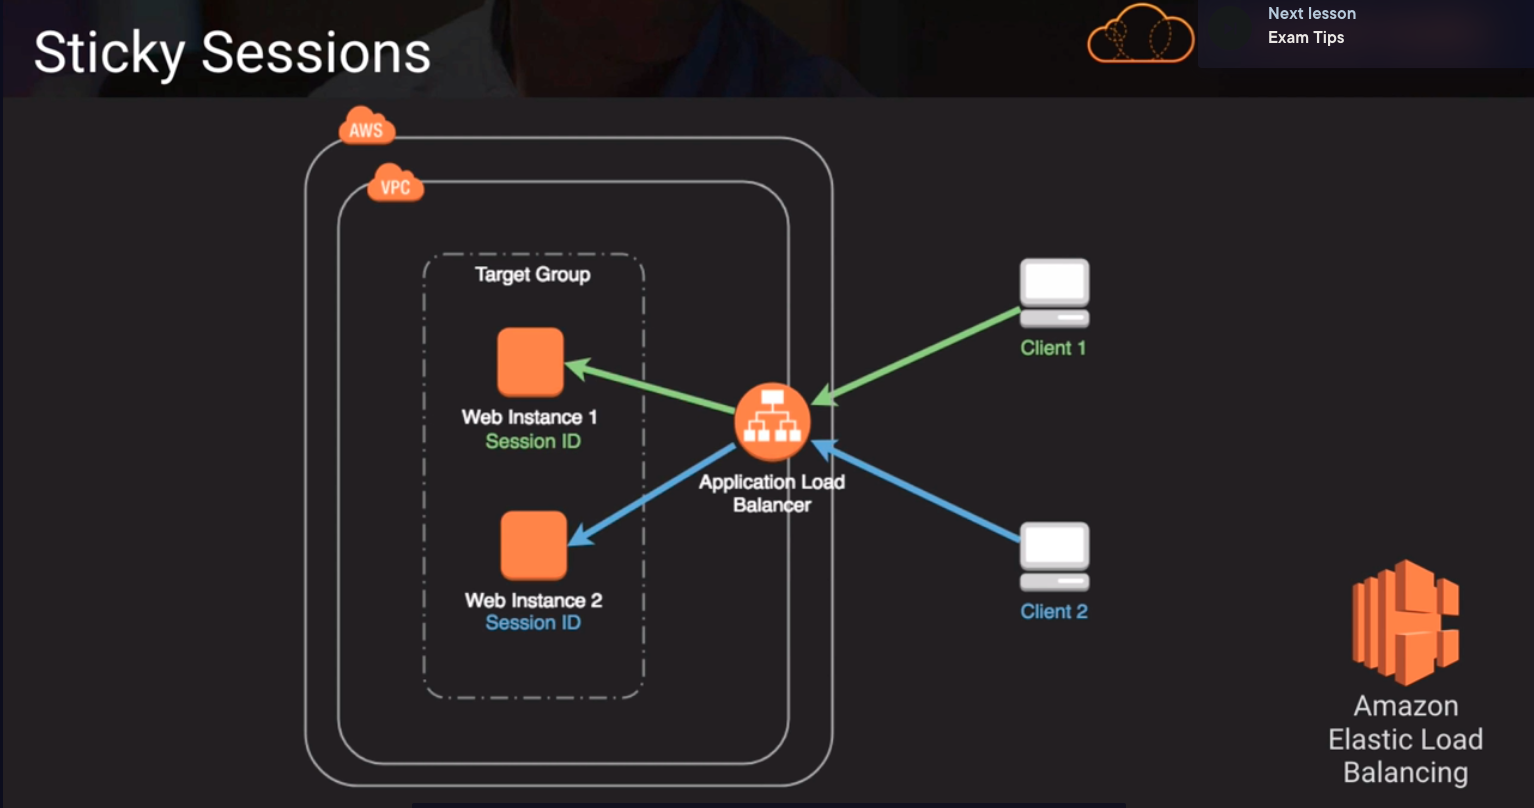 Sticky Sessions
Next lesson
Exam Tips
AWS
VPC
Target Group
Web Instance 1
Session ID
Web Instance 2
Session ID
Application Load
Balancer
Client 1
Client 2
Amazon
Elastic Load
Balancing